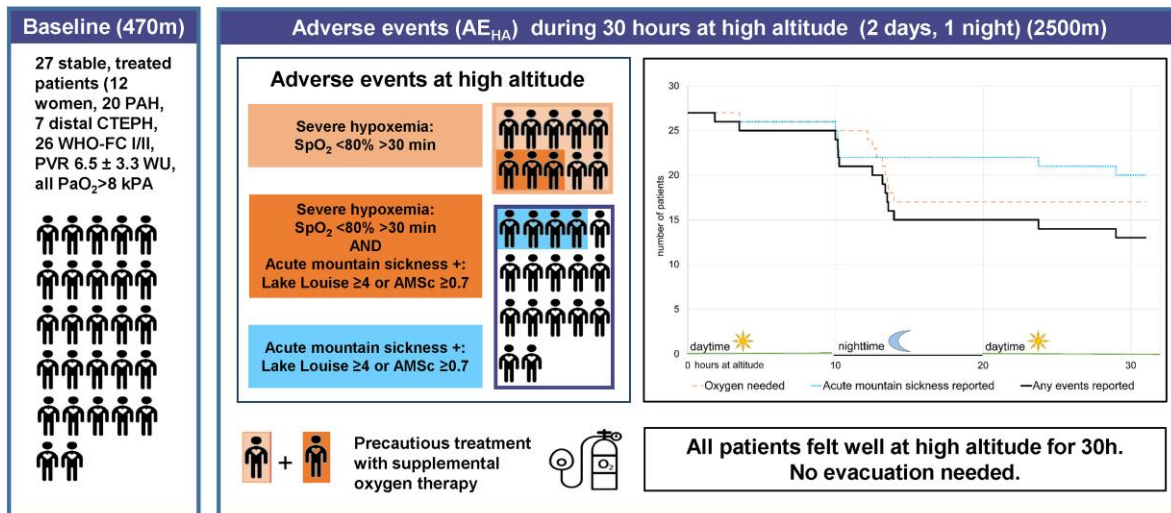 Baseline (470m)
27 stable, treated
patients (12
women, 20 PAH,
7 distal CTEPH,
26 WHO-FC I/II,
PVR 6.5 ± 3.3 WU,
all PaO₂>8 kPA
Adverse events (AE_HA) during 30 hours at high altitude (2 days, 1 night) (2500m)
Adverse events at high altitude
Severe hypoxemia:
SpO₂ <80% >30 min
Severe hypoxemia:
SpO₂ <80% >30 min
AND
Acute mountain sickness +:
Lake Louise ≥4 or AMSc ≥0.7
Acute mountain sickness +:
Lake Louise ≥4 or AMSc ≥0.7
+
Precautious treatment
with supplemental
oxygen therapy
O₂
number of patients
30
25
20
15
10
5
0
daytime
nighttime
daytime
0 hours at altitude
10
20
30
Oxygen needed
Acute mountain sickness reported
Any events reported
All patients felt well at high altitude for 30h.
No evacuation needed.